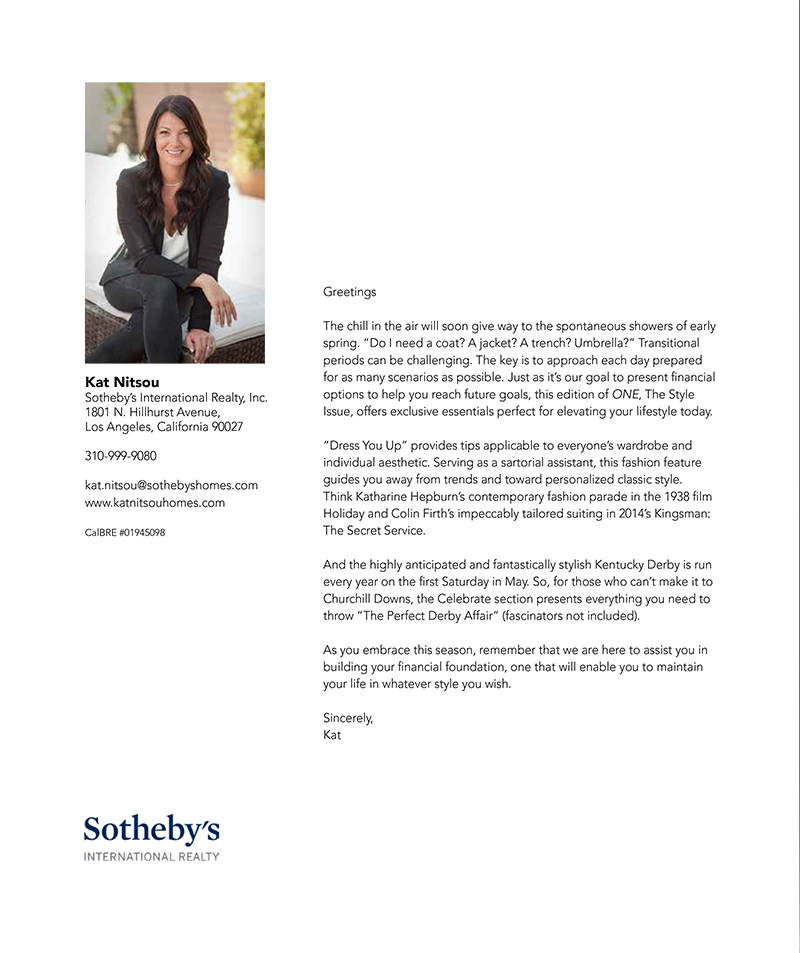 Kat Nitsou
Sotheby’s International Realty, Inc.
1801 N. Hillhurst Avenue,
Los Angeles, California 90027
310-999-9080
kat.nitsou@sothebyshomes.com
www.katnitsouhomes.com
CalBRE #01945098
Greetings
The chill in the air will soon give way to the spontaneous showers of early
spring. “Do I need a coat? A jacket? A trench? Umbrella?” Transitional
periods can be challenging. The key is to approach each day prepared
for as many scenarios as possible. Just as it’s our goal to present financial
options to help you reach future goals, this edition of ONE, The Style
Issue, offers exclusive essentials perfect for elevating your lifestyle today.
“Dress You Up” provides tips applicable to everyone’s wardrobe and
individual aesthetic. Serving as a sartorial assistant, this fashion feature
guides you away from trends and toward personalized classic style.
Think Katharine Hepburn’s contemporary fashion parade in the 1938 film
Holiday and Colin Firth’s impeccably tailored suiting in 2014’s Kingsman:
The Secret Service.
And the highly anticipated and fantastically stylish Kentucky Derby is run
every year on the first Saturday in May. So, for those who can’t make it to
Churchill Downs, the Celebrate section presents everything you need to
throw “The Perfect Derby Affair” (fascinators not included).
As you embrace this season, remember that we are here to assist you in
building your financial foundation, one that will enable you to maintain
your life in whatever style you wish.
Sincerely,
Kat
Sotheby’s
INTERNATIONAL REALTY